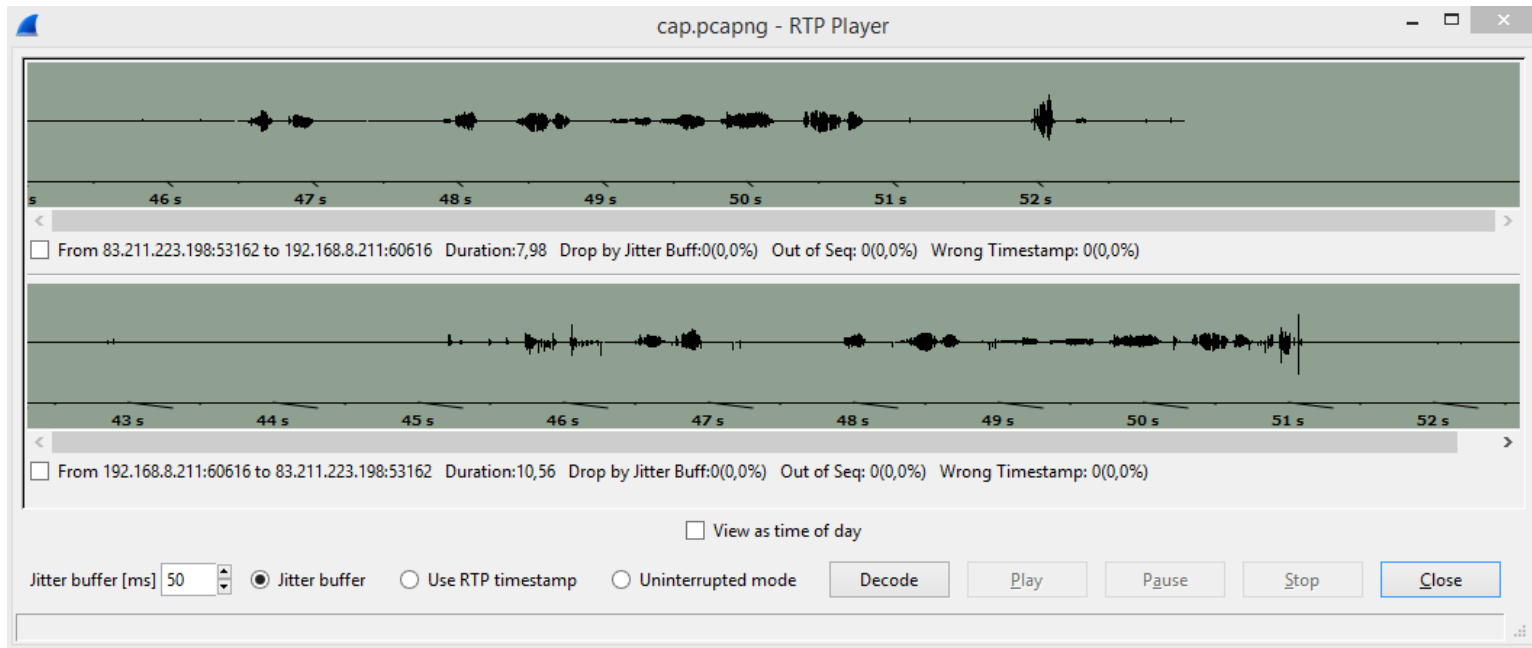 cap.pcapng - RTP Player
s 46 s 47 s 48 s 49 s 50 s 51 s 52 s
From 83.211.223.198:53162 to 192.168.8.211:60616 Duration:7,98 Drop by Jitter Buff:0(0,0%) Out of Seq: 0(0,0%) Wrong Timestamp: 0(0,0%)
43 s 44 s 45 s 46 s 47 s 48 s 49 s 50 s 51 s 52 s
From 192.168.8.211:60616 to 83.211.223.198:53162 Duration:10,56 Drop by Jitter Buff:0(0,0%) Out of Seq: 0(0,0%) Wrong Timestamp: 0(0,0%)
View as time of day
Jitter buffer [ms] 50 Jitter buffer Use RTP timestamp Uninterrupted mode Decode Play Pause Stop Close